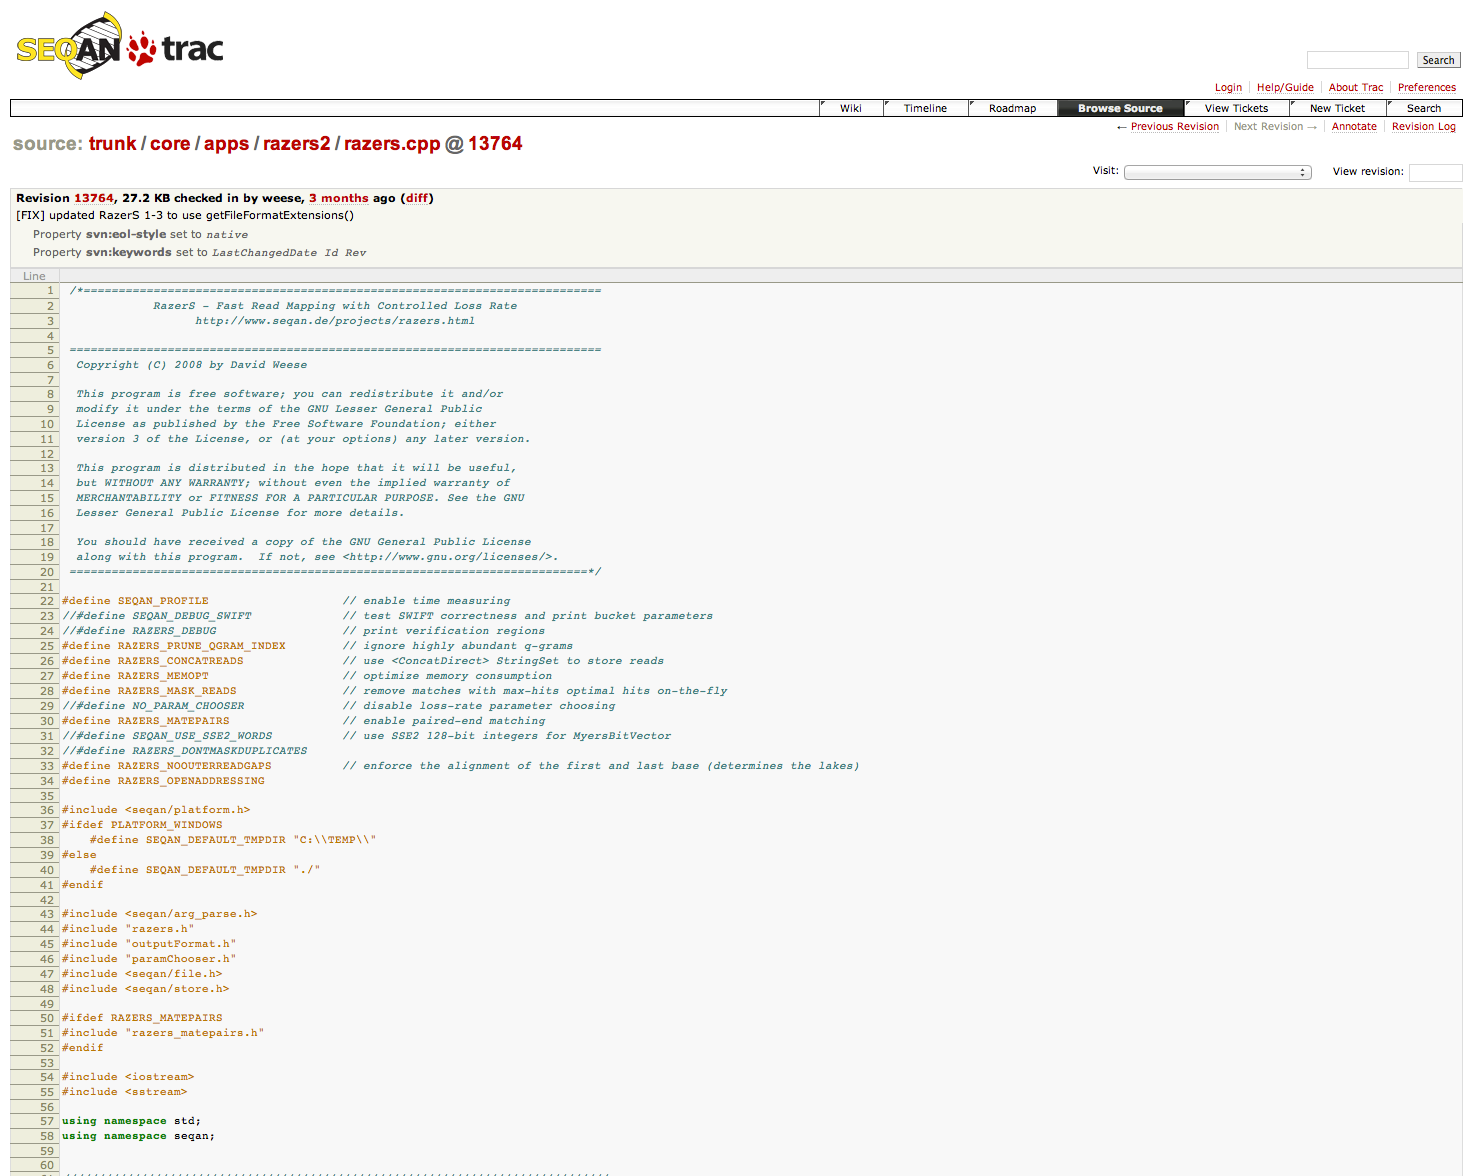 SEQAN trac
Search
Login Help/Guide About Trac Preferences
Wiki Timeline Roadmap Browse Source View Tickets New Ticket Search
← Previous Revision Next Revision → Annotate Revision Log
source: trunk / core / apps / razers2 / razers.cpp @ 13764
Visit: View revision:
Revision 13764, 27.2 KB checked in by weese, 3 months ago (diff)
[FIX] updated RazerS 1-3 to use getFileFormatExtensions()
Property svn:eol-style set to native
Property svn:keywords set to LastChangedDate Id Rev
Line
1 /*==========================================================================
2 RazerS - Fast Read Mapping with Controlled Loss Rate
3 http://www.seqan.de/projects/razers.html
4
5 ============================================================================
6 Copyright (C) 2008 by David Weese
7
8 This program is free software; you can redistribute it and/or
9 modify it under the terms of the GNU Lesser General Public
10 License as published by the Free Software Foundation; either
11 version 3 of the License, or (at your options) any later version.
12
13 This program is distributed in the hope that it will be useful,
14 but WITHOUT ANY WARRANTY; without even the implied warranty of
15 MERCHANTABILITY or FITNESS FOR A PARTICULAR PURPOSE. See the GNU
16 Lesser General Public License for more details.
17
18 You should have received a copy of the GNU General Public License
19 along with this program.  If not, see <http://www.gnu.org/licenses/>.
20 ==========================================================================*/
21
22 #define SEQAN_PROFILE // enable time measuring
23 //#define SEQAN_DEBUG_SWIFT // test SWIFT correctness and print bucket parameters
24 //#define RAZERS_DEBUG // print verification regions
25 #define RAZERS_PRUNE_QGRAM_INDEX // ignore highly abundant q-grams
26 #define RAZERS_CONCATREADS // use <ConcatDirect> StringSet to store reads
27 #define RAZERS_MEMOPT // optimize memory consumption
28 #define RAZERS_MASK_READS // remove matches with max-hits optimal hits on-the-fly
29 //#define NO_PARAM_CHOOSER // disable loss-rate parameter choosing
30 #define RAZERS_MATEPAIRS // enable paired-end matching
31 //#define SEQAN_USE_SSE2_WORDS // use SSE2 128-bit integers for MyersBitVector
32 //#define RAZERS_DONTMASKDUPLICATES
33 #define RAZERS_NOOUTERREADGAPS // enforce the alignment of the first and last base (determines the lakes)
34 #define RAZERS_OPENADDRESSING
35
36 #include <seqan/platform.h>
37 #ifdef PLATFORM_WINDOWS
38 #define SEQAN_DEFAULT_TMPDIR "C:\\TEMP\\"
39 #else
40 #define SEQAN_DEFAULT_TMPDIR "./"
41 #endif
42
43 #include <seqan/arg_parse.h>
44 #include "razers.h"
45 #include "outputFormat.h"
46 #include "paramChooser.h"
47 #include <seqan/file.h>
48 #include <seqan/store.h>
49
50 #ifdef RAZERS_MATEPAIRS
51 #include "razers_matepairs.h"
52 #endif
53
54 #include <iostream>
55 #include <sstream>
56
57 using namespace std;
58 using namespace seqan;
59
60